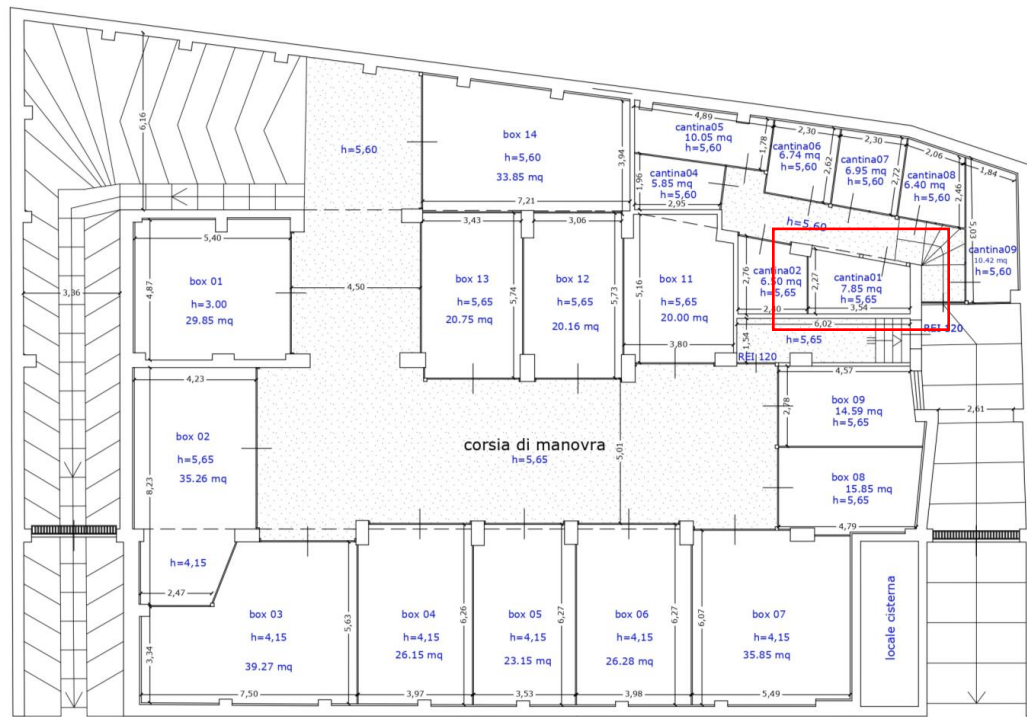 6,16
h=5,60
box 14
h=5,60
33.85 mq
3,94
7,21
4,89
cantina05
10.05 mq
h=5,60
1,78
cantina04
5.85 mq
h=5,60
1,96
2,95
2,30
cantina06
6.74 mq
h=5,60
2,62
2,30
cantina07
6.95 mq
h=5,60
2,72
2,06
cantina08
6.40 mq
h=5,60
2,46
1,84
5,03
cantina09
10.42 mq
h=5,60
h=5,60
5,40
box 01
h=3.00
29.85 mq
4,87
3,36
4,50
3,43
box 13
h=5,65
20.75 mq
5,74
3,06
box 12
h=5,65
20.16 mq
5,73
box 11
h=5,65
20.00 mq
5,16
3,80
cantina02
6.50 mq
h=5,65
2,76
cantina01
7.85 mq
h=5,65
2,27
3,54
6,02
h=5,65
1,54
REI 120
REI 120
4,57
box 09
14.59 mq
h=5,65
2,78
2,61
4,23
box 02
h=5,65
35.26 mq
8,23
corsia di manovra
h=5,65
5,01
box 08
15.85 mq
h=5,65
4,79
h=4,15
2,47
3,34
box 03
h=4,15
39.27 mq
5,63
7,50
box 04
h=4,15
26.15 mq
6,26
3,97
box 05
h=4,15
23.15 mq
6,27
3,53
box 06
h=4,15
26.28 mq
6,27
3,98
box 07
h=4,15
35.85 mq
6,07
5,49
locale cisterna